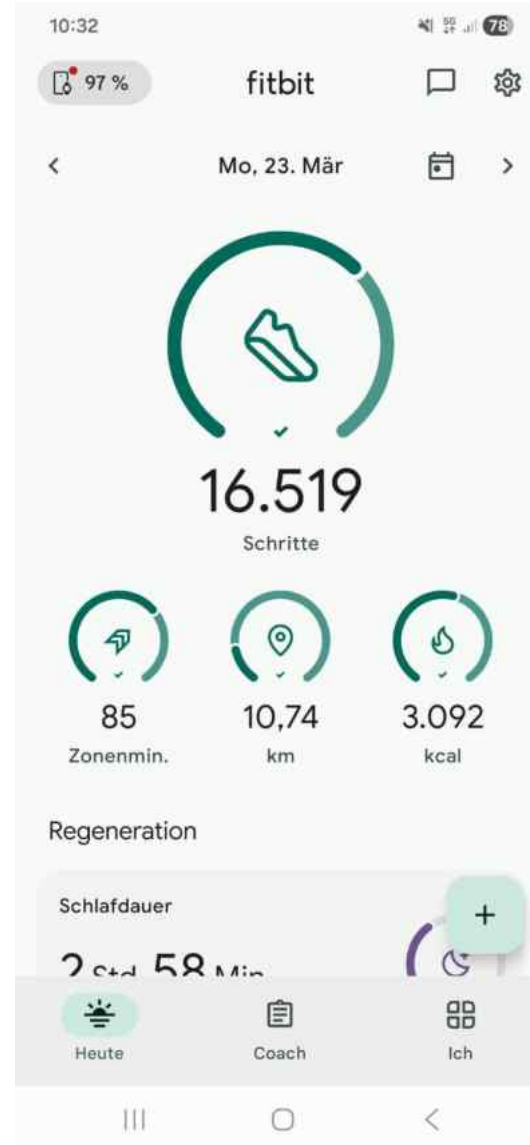 10:32
5G
78
97 %
fitbit
Mo, 23. Mär
16.519
Schritte
85
10,74
3.092
Zonenmin.
km
kcal
Regeneration
Schlafdauer
2 Std. 58 Min.
Heute
Coach
Ich